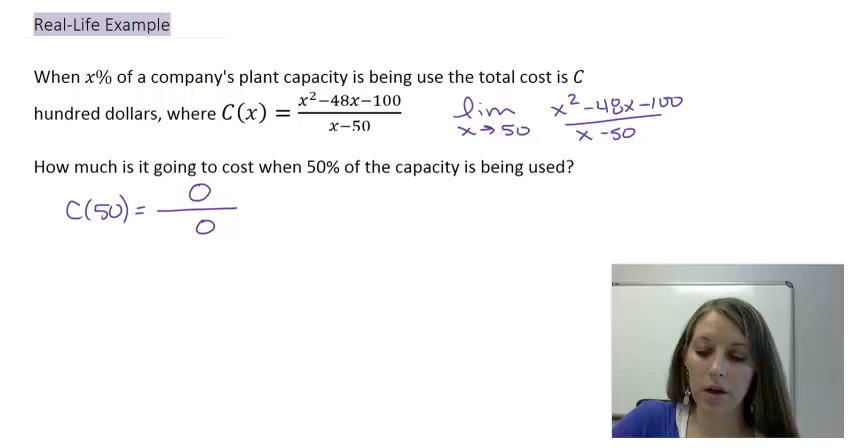 Real-Life Example
When x% of a company's plant capacity is being use the total cost is C
hundred dollars, where C(x) = (x²−48x−100)/(x−50)
lim x→50 (x²−48x−100)/(x−50)
How much is it going to cost when 50% of the capacity is being used?
C(50) = 0/0